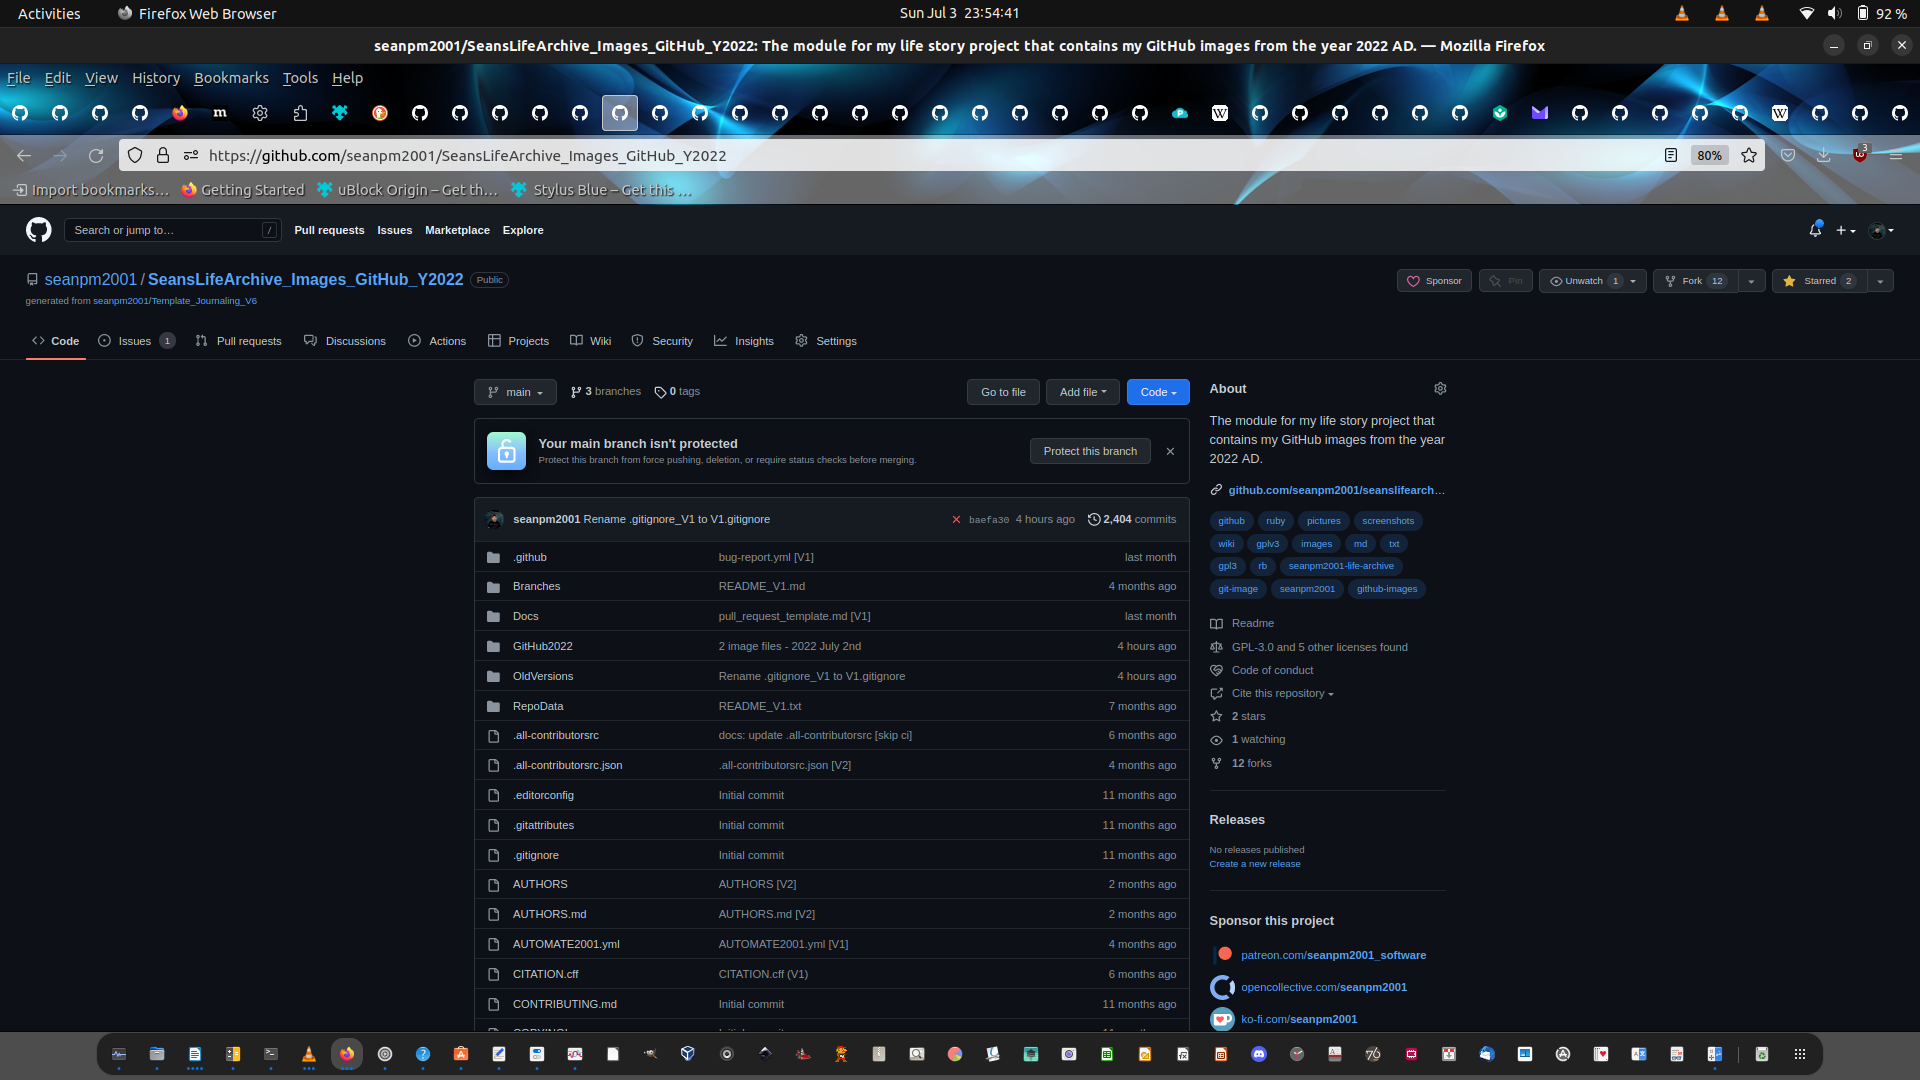 Activities
Firefox Web Browser
Sun Jul 3 23:54:41
92 %
seanpm2001/SeansLifeArchive_Images_GitHub_Y2022: The module for my life story project that contains my GitHub images from the year 2022 AD. — Mozilla Firefox
File Edit View History Bookmarks Tools Help
https://github.com/seanpm2001/SeansLifeArchive_Images_GitHub_Y2022
80%
3
Import bookmarks…
Getting Started
uBlock Origin – Get th…
Stylus Blue – Get this …
Search or jump to…
/
Pull requests Issues Marketplace Explore
seanpm2001 / SeansLifeArchive_Images_GitHub_Y2022 Public
Sponsor
Pin
Unwatch 1
Fork 12
Starred 2
generated from seanpm2001/Template_Journaling_V6
Code
Issues 1
Pull requests
Discussions
Actions
Projects
Wiki
Security
Insights
Settings
main
3 branches
0 tags
Go to file
Add file
Code
Your main branch isn't protected
Protect this branch from force pushing, deletion, or require status checks before merging.
Protect this branch
seanpm2001 Rename .gitignore_V1 to V1.gitignore baefa30 4 hours ago 2,404 commits
.github bug-report.yml [V1] last month
Branches README_V1.md 4 months ago
Docs pull_request_template.md [V1] last month
GitHub2022 2 image files - 2022 July 2nd 4 hours ago
OldVersions Rename .gitignore_V1 to V1.gitignore 4 hours ago
RepoData README_V1.txt 7 months ago
.all-contributorsrc docs: update .all-contributorsrc [skip ci] 6 months ago
.all-contributorsrc.json .all-contributorsrc.json [V2] 4 months ago
.editorconfig Initial commit 11 months ago
.gitattributes Initial commit 11 months ago
.gitignore Initial commit 11 months ago
AUTHORS AUTHORS [V2] 2 months ago
AUTHORS.md AUTHORS.md [V2] 2 months ago
AUTOMATE2001.yml AUTOMATE2001.yml [V1] 4 months ago
CITATION.cff CITATION.cff (V1) 6 months ago
CONTRIBUTING.md Initial commit 11 months ago
About
The module for my life story project that
contains my GitHub images from the year
2022 AD.
github.com/seanpm2001/seanslifearch…
github ruby pictures screenshots
wiki gplv3 images md txt
gpl3 rb seanpm2001-life-archive
git-image seanpm2001 github-images
Readme
GPL-3.0 and 5 other licenses found
Code of conduct
Cite this repository
2 stars
1 watching
12 forks
Releases
No releases published
Create a new release
Sponsor this project
patreon.com/seanpm2001_software
opencollective.com/seanpm2001
ko-fi.com/seanpm2001